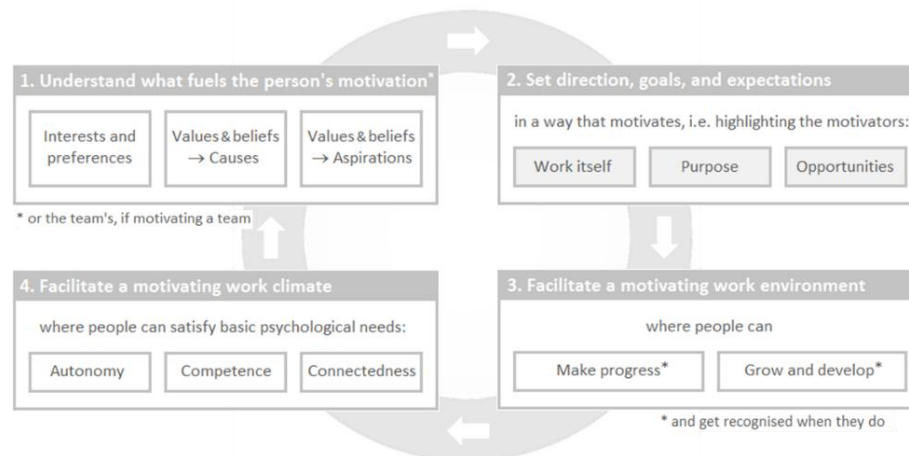 1. Understand what fuels the person's motivation*
Interests and
preferences
Values & beliefs
→ Causes
Values & beliefs
→ Aspirations
* or the team's, if motivating a team
2. Set direction, goals, and expectations
in a way that motivates, i.e. highlighting the motivators:
Work itself
Purpose
Opportunities
3. Facilitate a motivating work environment
where people can
Make progress*
Grow and develop*
* and get recognised when they do
4. Facilitate a motivating work climate
where people can satisfy basic psychological needs:
Autonomy
Competence
Connectedness